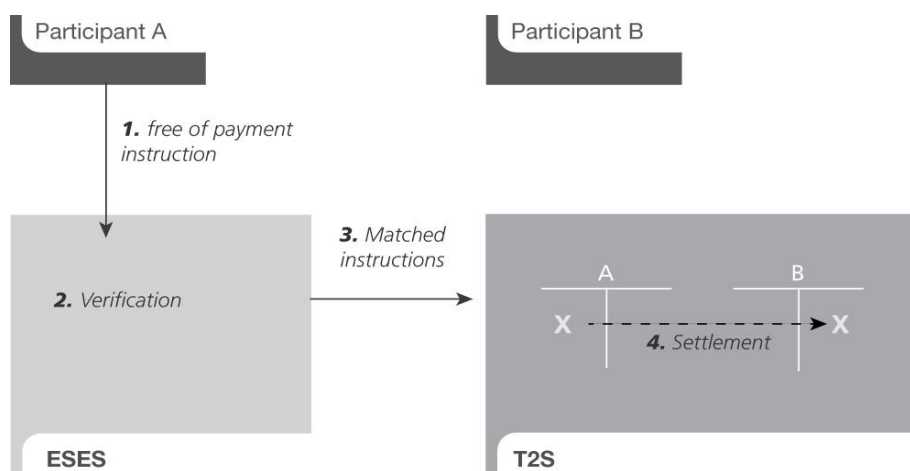 Participant A
Participant B
1. free of payment
instruction
3. Matched
instructions
2. Verification
A
B
X
X
4. Settlement
ESES
T2S